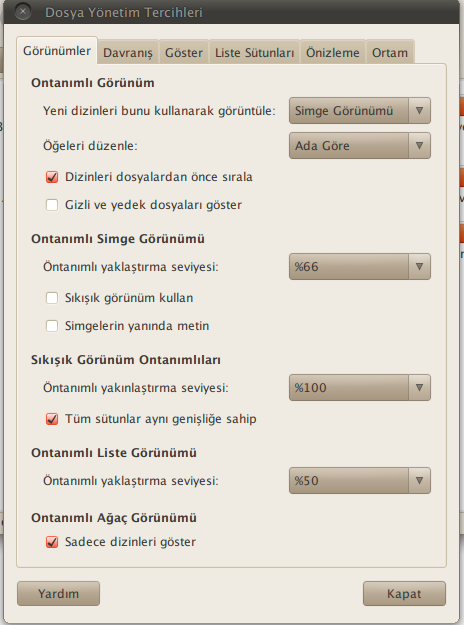 Dosya Yönetim Tercihleri
Görünümler Davranış Göster Liste Sütunları Önizleme Ortam
Ontanımlı Görünüm
Yeni dizinleri bunu kullanarak görüntüle: Simge Görünümü
Öğeleri düzenle: Ada Göre
Dizinleri dosyalardan önce sırala
Gizli ve yedek dosyaları göster
Ontanımlı Simge Görünümü
Öntanımlı yaklaştırma seviyesi: %66
Sıkışık görünüm kullan
Simgelerin yanında metin
Sıkışık Görünüm Ontanımlıları
Öntanımlı yakınlaştırma seviyesi: %100
Tüm sütunlar aynı genişliğe sahip
Ontanımlı Liste Görünümü
Öntanımlı yaklaştırma seviyesi: %50
Ontanımlı Ağaç Görünümü
Sadece dizinleri göster
Yardım Kapat